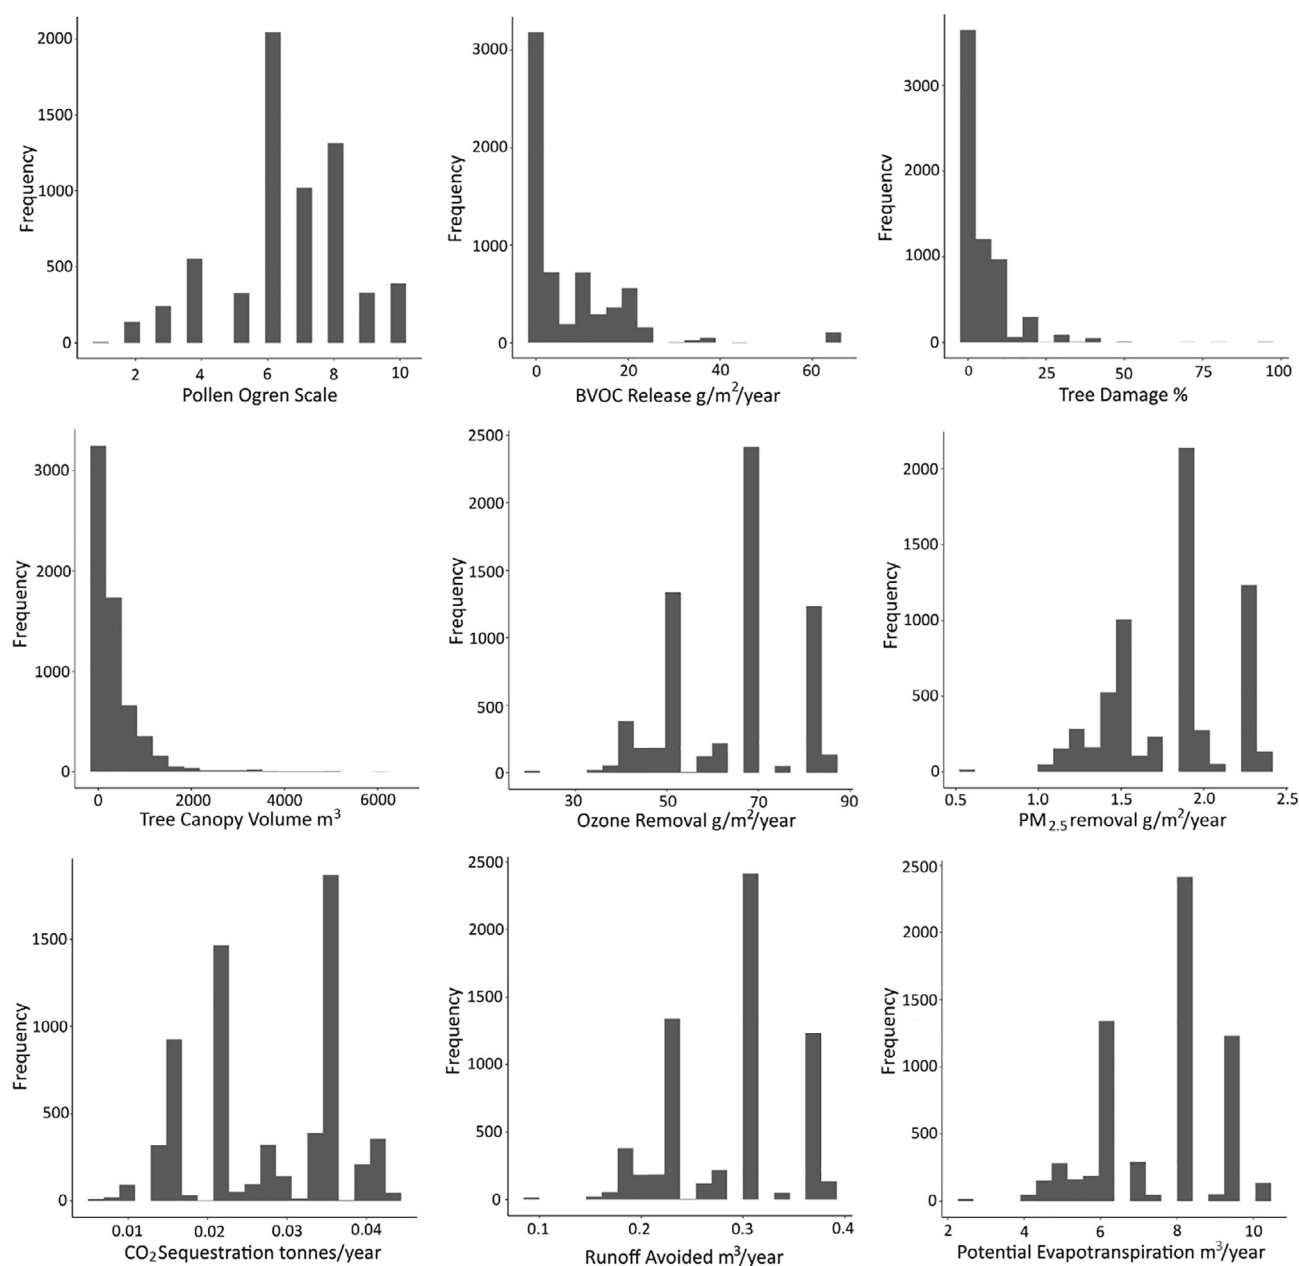 2000
1500
1000
500
0
Frequency
2 4 6 8 10
Pollen Ogren Scale
3000
2000
1000
0
Frequency
0 20 40 60
BVOC Release g/m²/year
3000
2000
1000
0
Frequency
0 25 50 75 100
Tree Damage %
3000
2000
1000
0
Frequency
0 2000 4000 6000
Tree Canopy Volume m³
2500
2000
1500
1000
500
0
Frequency
30 50 70 90
Ozone Removal g/m²/year
2000
1500
1000
500
0
Frequency
0.5 1.0 1.5 2.0 2.5
PM₂.₅ removal g/m²/year
1500
1000
500
0
Frequency
0.01 0.02 0.03 0.04
CO₂ Sequestration tonnes/year
2500
2000
1500
1000
500
0
Frequency
0.1 0.2 0.3 0.4
Runoff Avoided m³/year
2500
2000
1500
1000
500
0
Frequency
2 4 6 8 10
Potential Evapotranspiration m³/year